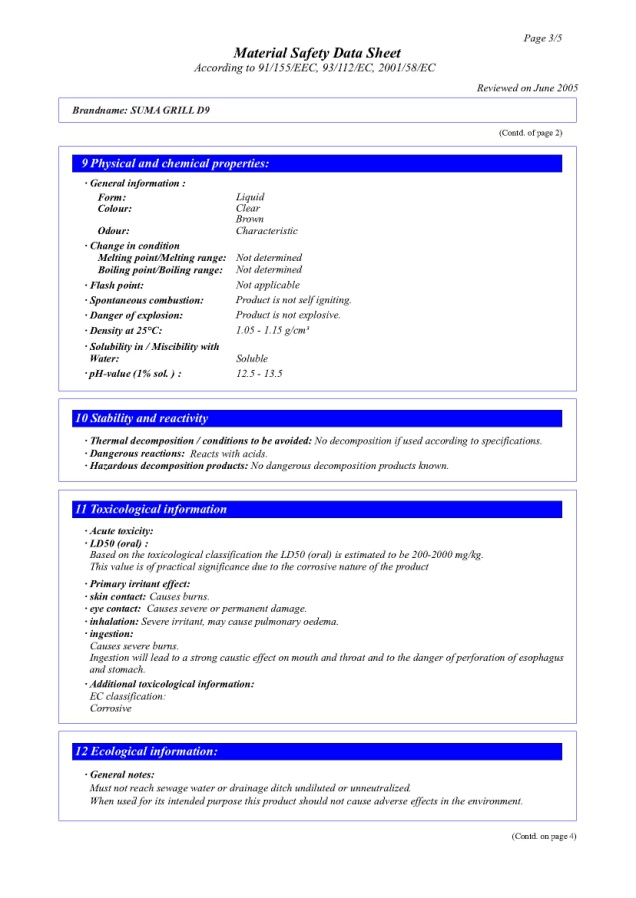 Page 3/5
Material Safety Data Sheet
According to 91/155/EEC, 93/112/EC, 2001/58/EC
Reviewed on June 2005
Brandname: SUMA GRILL D9
(Contd. of page 2)
9 Physical and chemical properties:
· General information :
Form: Liquid
Colour: Clear
Brown
Odour: Characteristic
· Change in condition
Melting point/Melting range: Not determined
Boiling point/Boiling range: Not determined
· Flash point: Not applicable
· Spontaneous combustion: Product is not self igniting.
· Danger of explosion: Product is not explosive.
· Density at 25°C: 1.05 - 1.15 g/cm³
· Solubility in / Miscibility with
Water: Soluble
· pH-value (1% sol. ) : 12.5 - 13.5
10 Stability and reactivity
· Thermal decomposition / conditions to be avoided: No decomposition if used according to specifications.
· Dangerous reactions: Reacts with acids.
· Hazardous decomposition products: No dangerous decomposition products known.
11 Toxicological information
· Acute toxicity:
· LD50 (oral) :
Based on the toxicological classification the LD50 (oral) is estimated to be 200-2000 mg/kg.
This value is of practical significance due to the corrosive nature of the product
· Primary irritant effect:
· skin contact: Causes burns.
· eye contact: Causes severe or permanent damage.
· inhalation: Severe irritant, may cause pulmonary oedema.
· ingestion:
Causes severe burns.
Ingestion will lead to a strong caustic effect on mouth and throat and to the danger of perforation of esophagus
and stomach.
· Additional toxicological information:
EC classification:
Corrosive
12 Ecological information:
· General notes:
Must not reach sewage water or drainage ditch undiluted or unneutralized.
When used for its intended purpose this product should not cause adverse effects in the environment.
(Contd. on page 4)